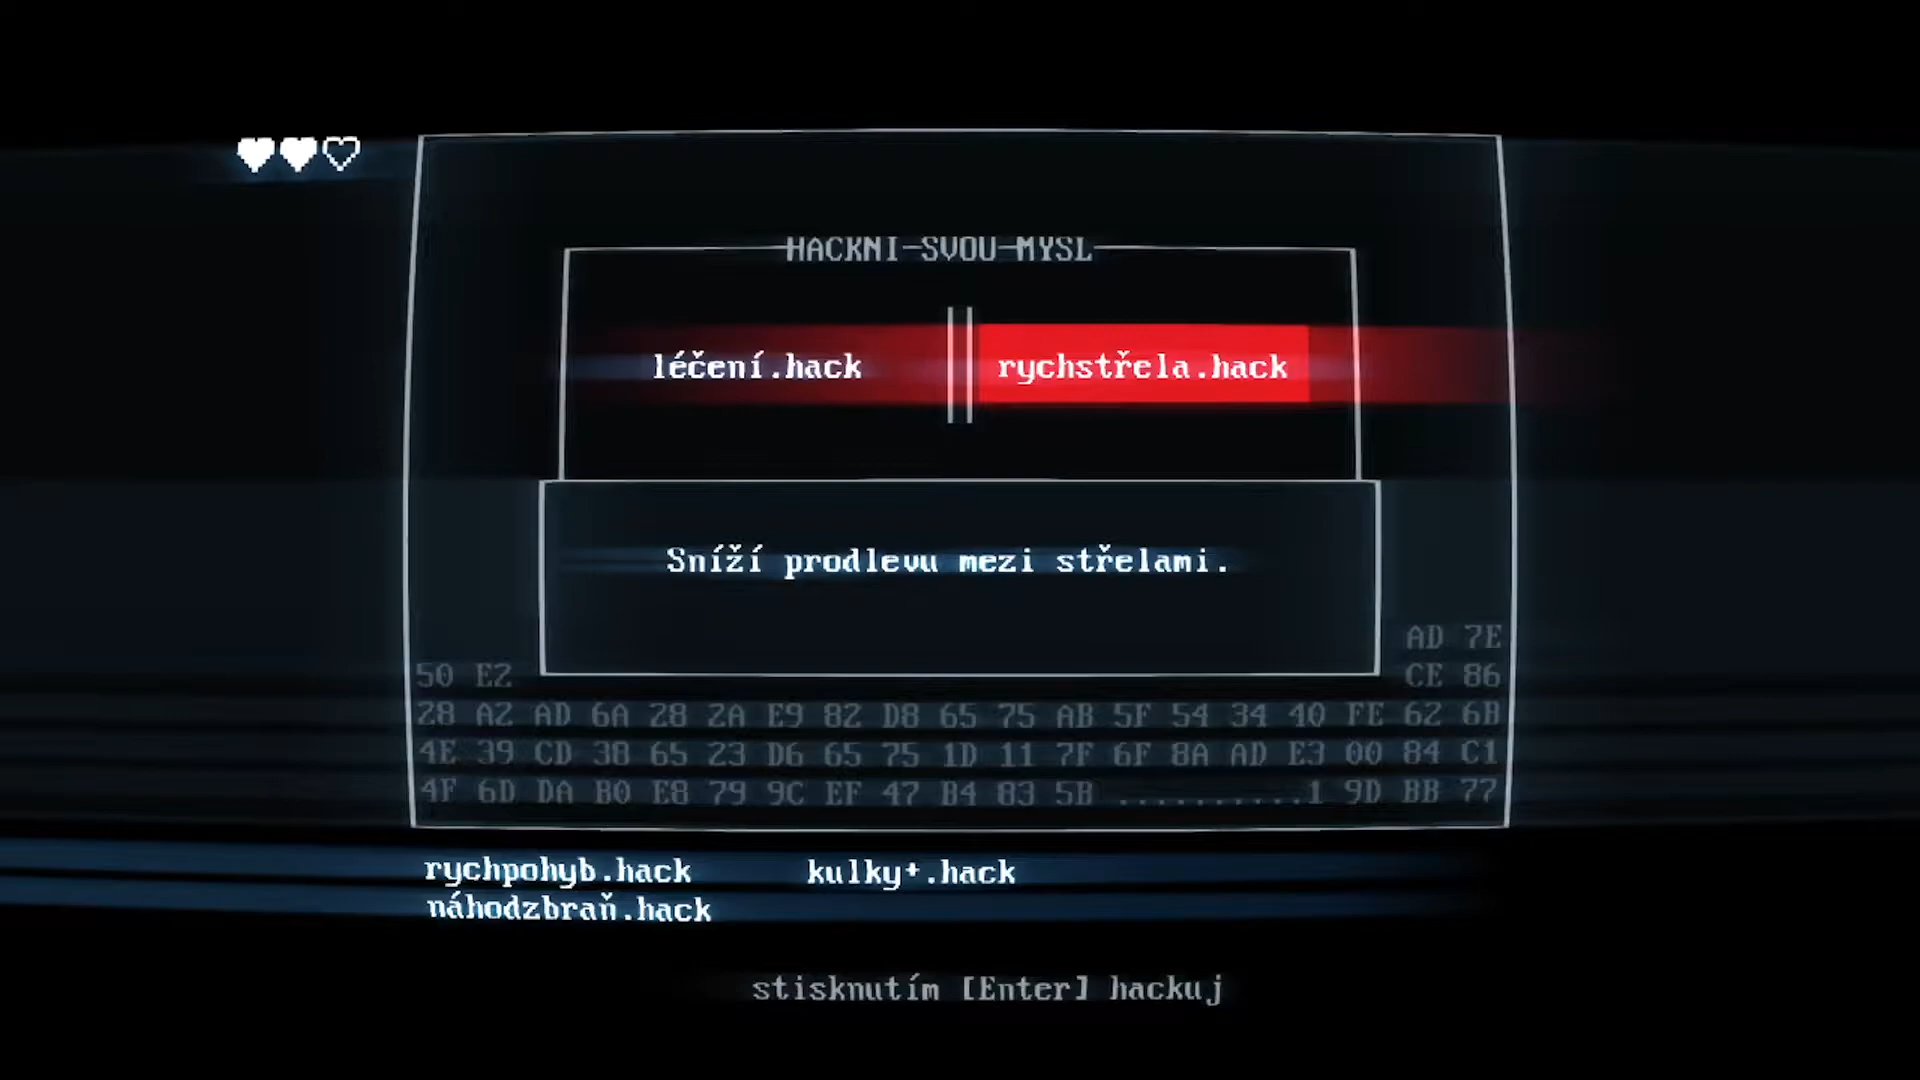 HACKNI SVOU MYSL
léčení.hack rychstřela.hack
Sníží prodlevu mezi střelami.
AD 7E
50 E2 CE 86
28 A2 AD 6A 28 2A E9 82 D8 65 75 AB 5F 54 34 40 FE 62 6B
4E 39 CD 38 65 23 D6 65 75 1D 11 7F 6F 8A AD E3 00 84 C1
4F 6D DA B0 E8 79 9C EF 47 B4 83 5B ..........1 9D BB 77
rychpohyb.hack kulky+.hack
náhodzbraň.hack
stisknutím [Enter] hackuj